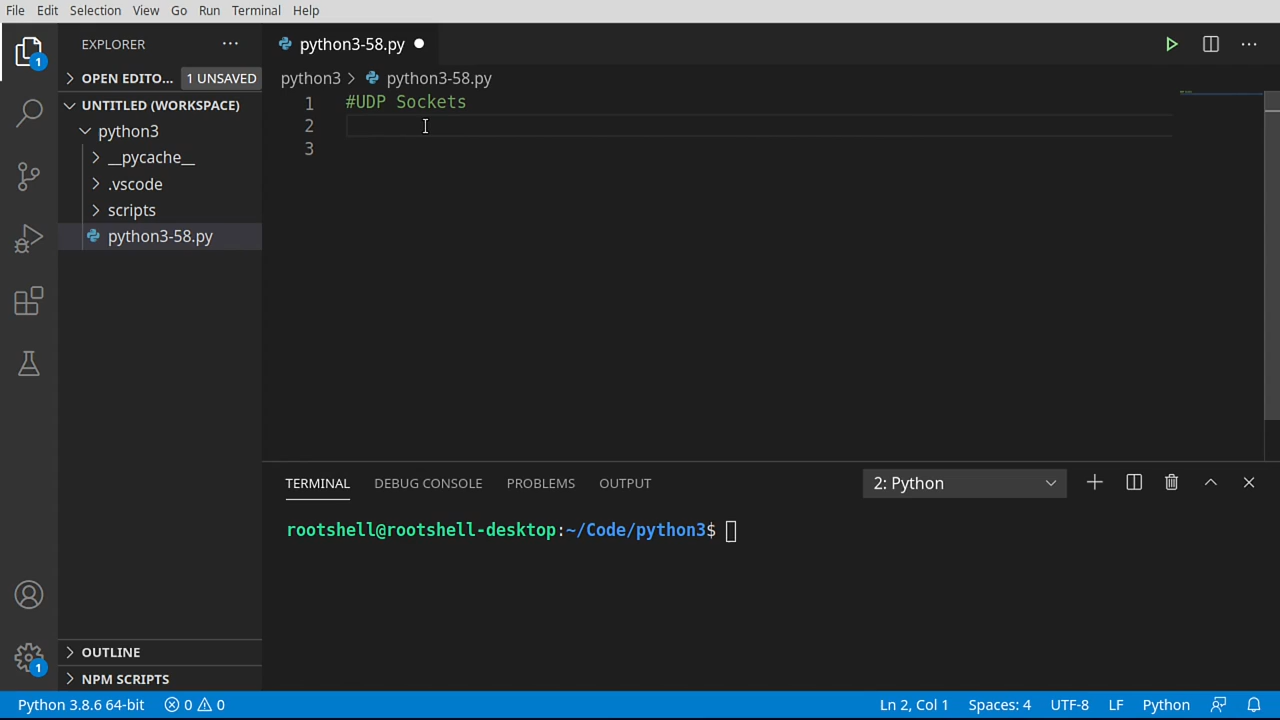 File Edit Selection View Go Run Terminal Help
EXPLORER
python3-58.py
OPEN EDITO... 1 UNSAVED
python3 > python3-58.py
UNTITLED (WORKSPACE)
1 #UDP Sockets
2
3
python3
__pycache__
.vscode
scripts
python3-58.py
1
TERMINAL DEBUG CONSOLE PROBLEMS OUTPUT 2: Python
rootshell@rootshell-desktop:~/Code/python3$
OUTLINE
NPM SCRIPTS
1
Python 3.8.6 64-bit 0 0 Ln 2, Col 1 Spaces: 4 UTF-8 LF Python